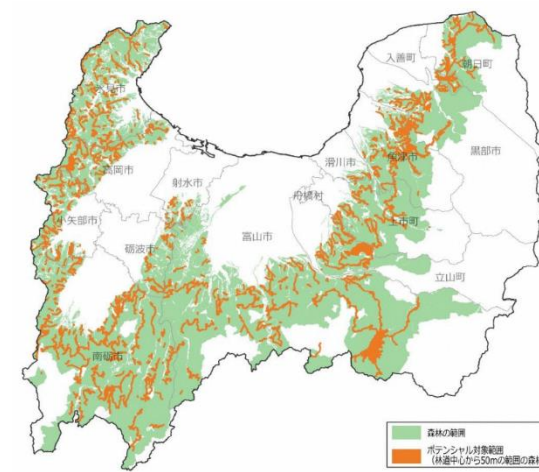 入善町
朝日町
氷見市
黒部市
魚津市
滑川市
高岡市
射水市
舟橋村
上市町
小矢部市
砺波市
富山市
立山町
南砺市
森林の範囲
ポテンシャル対象範囲
(林道中心から50mの範囲の森林